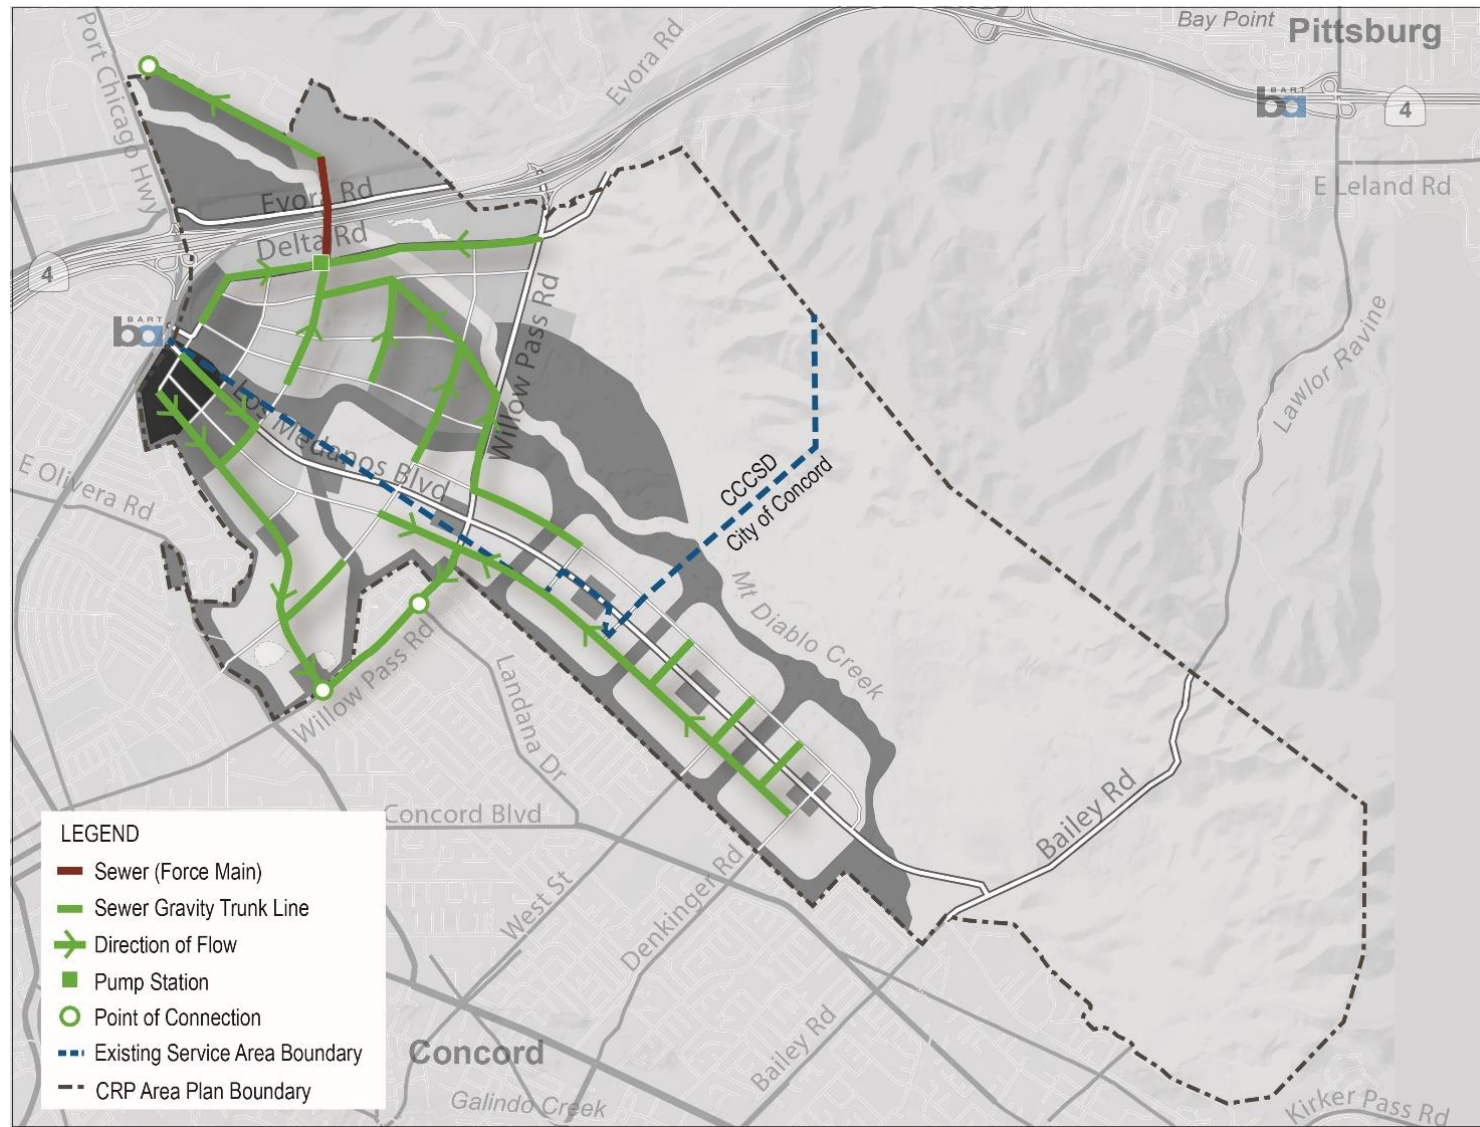 Bay Point
Pittsburg
Port Chicago Hwy
Evora Rd
BART
ba
4
E Leland Rd
Evora Rd
Delta Rd
4
BART
ba
Willow Pass Rd
Lawlor Ravine
Los Medanos Blvd
E Olivera Rd
CCCSD
City of Concord
Mt Diablo Creek
Willow Pass Rd
Landana Dr
Bailey Rd
Concord Blvd
West St
Denkinger Rd
Bailey Rd
Concord
Galindo Creek
Kirker Pass Rd
LEGEND
Sewer (Force Main)
Sewer Gravity Trunk Line
Direction of Flow
Pump Station
Point of Connection
Existing Service Area Boundary
CRP Area Plan Boundary